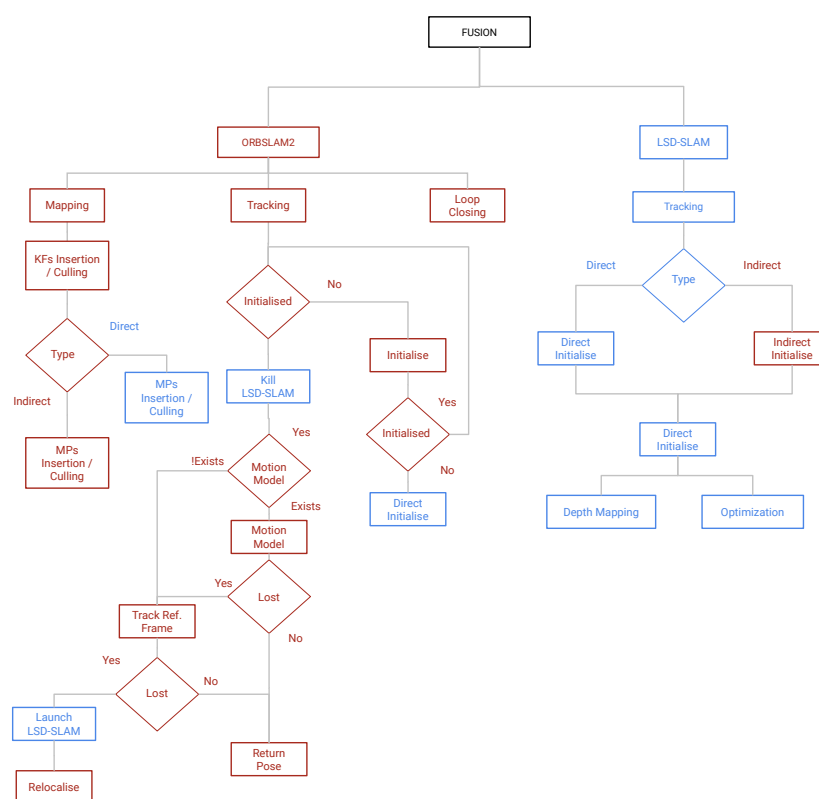 FUSION
ORBSLAM2
LSD-SLAM
Mapping
Tracking
Loop
Closing
Tracking
KFs Insertion
/ Culling
Initialised
No
Direct
Type
Indirect
Direct
Type
Initialise
Direct
Initialise
Indirect
Initialise
Indirect
MPs
Insertion /
Culling
Kill
LSD-SLAM
Yes
Yes
Initialised
Direct
Initialise
MPs
Insertion /
Culling
!Exists
Motion
Model
No
Exists
Direct
Initialise
Depth Mapping
Optimization
Motion
Model
Yes
Lost
Track Ref.
Frame
No
Yes
Lost
No
Launch
LSD-SLAM
Return
Pose
Relocalise